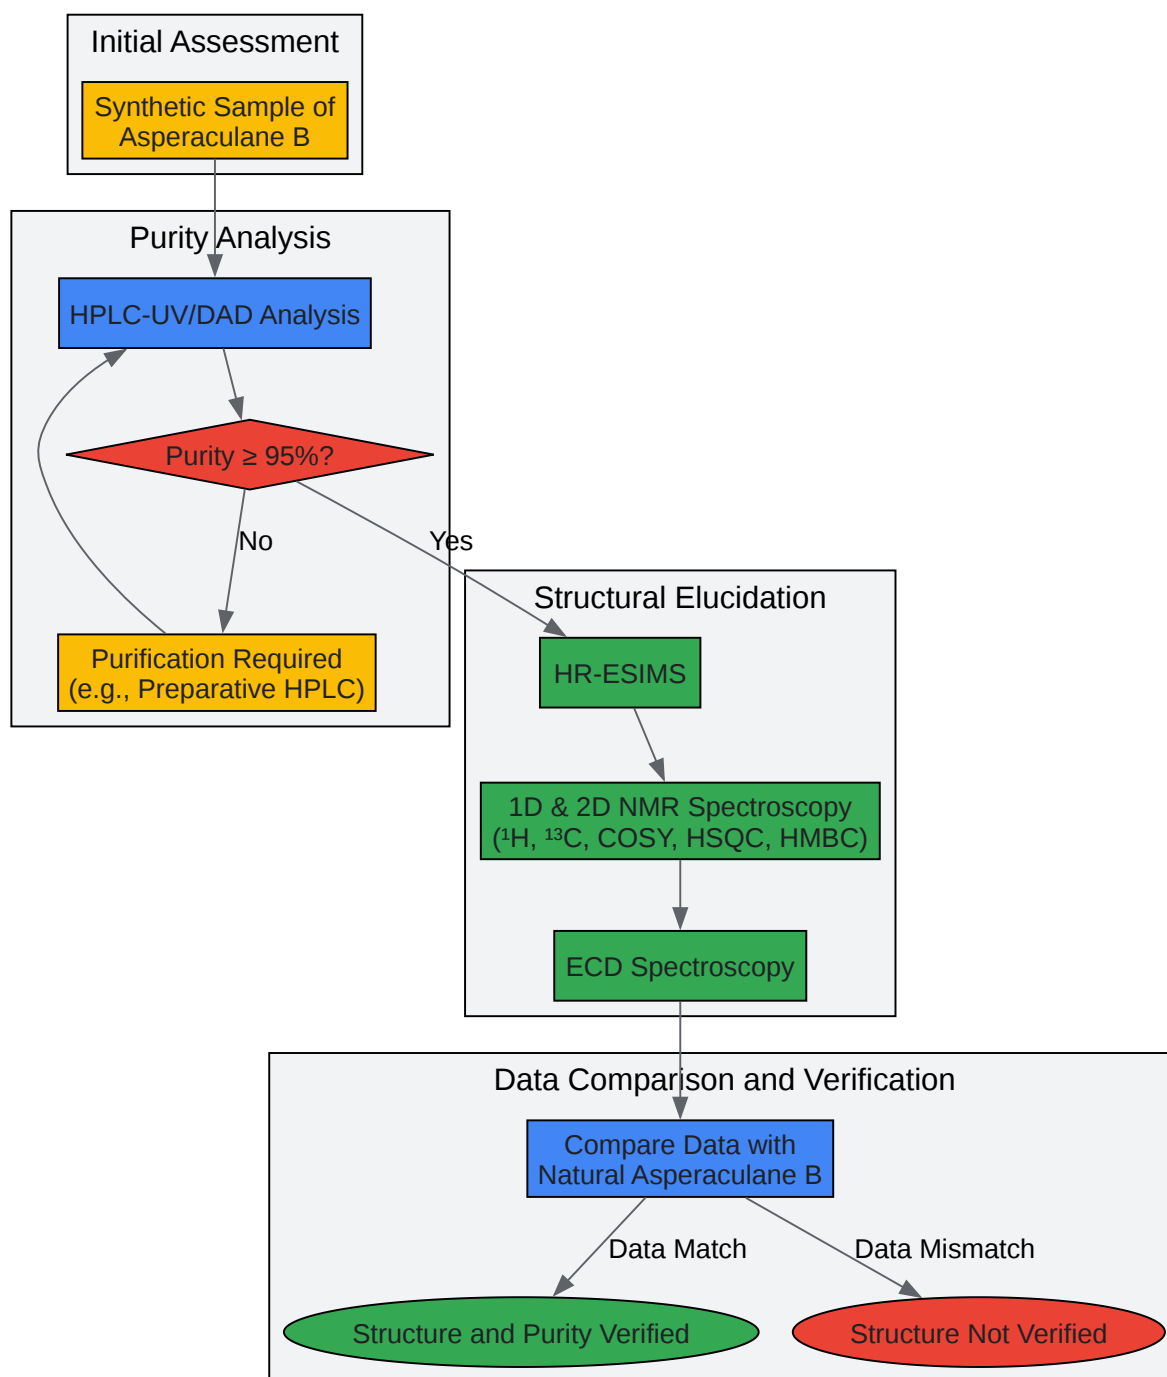 Initial Assessment
Synthetic Sample of
Asperaculane B
Purity Analysis
HPLC-UV/DAD Analysis
Purity ≥ 95%?
No
Yes
Purification Required
(e.g., Preparative HPLC)
Structural Elucidation
HR-ESIMS
1D & 2D NMR Spectroscopy
(¹H, ¹³C, COSY, HSQC, HMBC)
ECD Spectroscopy
Data Comparison and Verification
Compare Data with
Natural Asperaculane B
Data Match
Data Mismatch
Structure and Purity Verified
Structure Not Verified